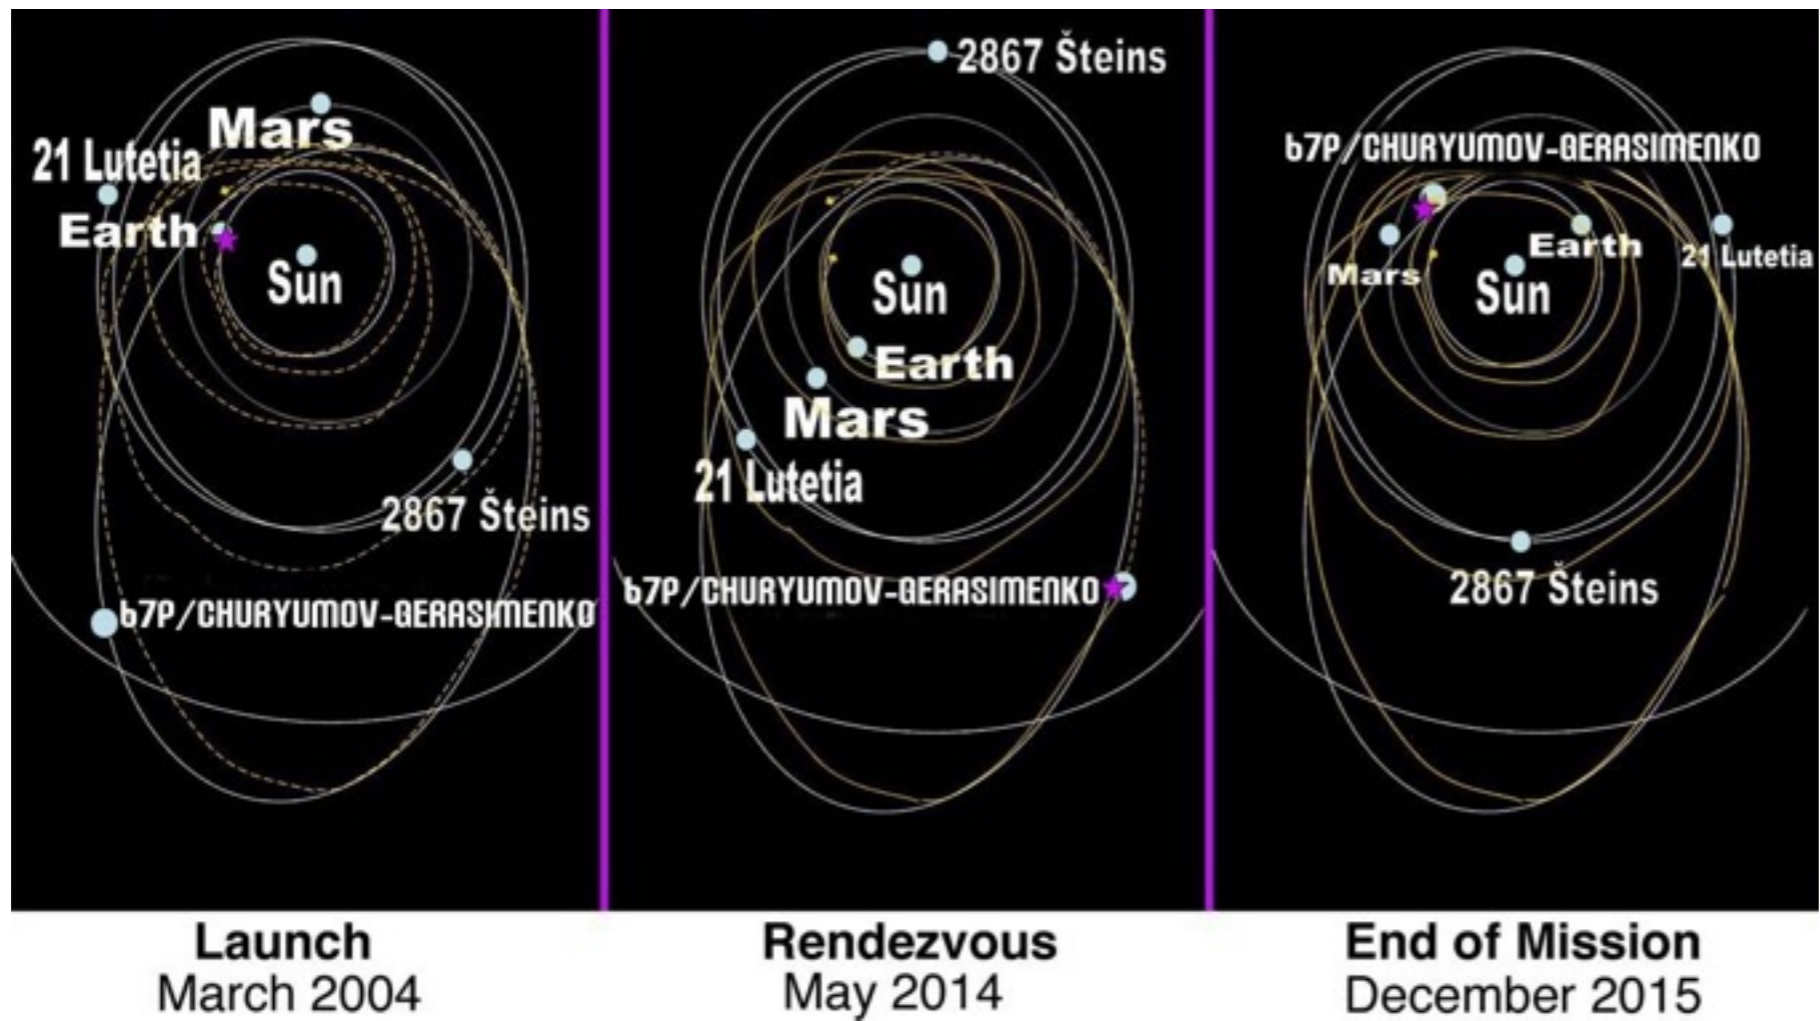 Mars
21 Lutetia
Earth
Sun
2867 Šteins
67P/CHURYUMOV-GERASIMENKO
Launch
March 2004
2867 Šteins
Sun
Earth
Mars
21 Lutetia
67P/CHURYUMOV-GERASIMENKO
Rendezvous
May 2014
67P/CHURYUMOV-GERASIMENKO
Earth
21 Lutetia
Mars
Sun
2867 Šteins
End of Mission
December 2015